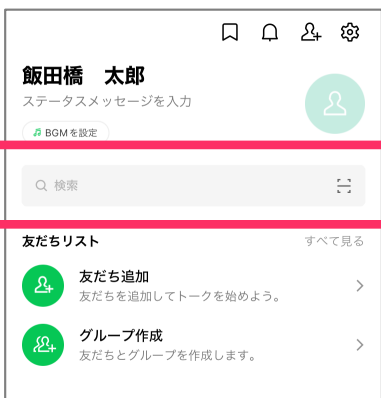 飯田橋　太郎
ステータスメッセージを入力
BGMを設定
検索
友だちリスト すべて見る
友だち追加
友だちを追加してトークを始めよう。
グループ作成
友だちとグループを作成します。